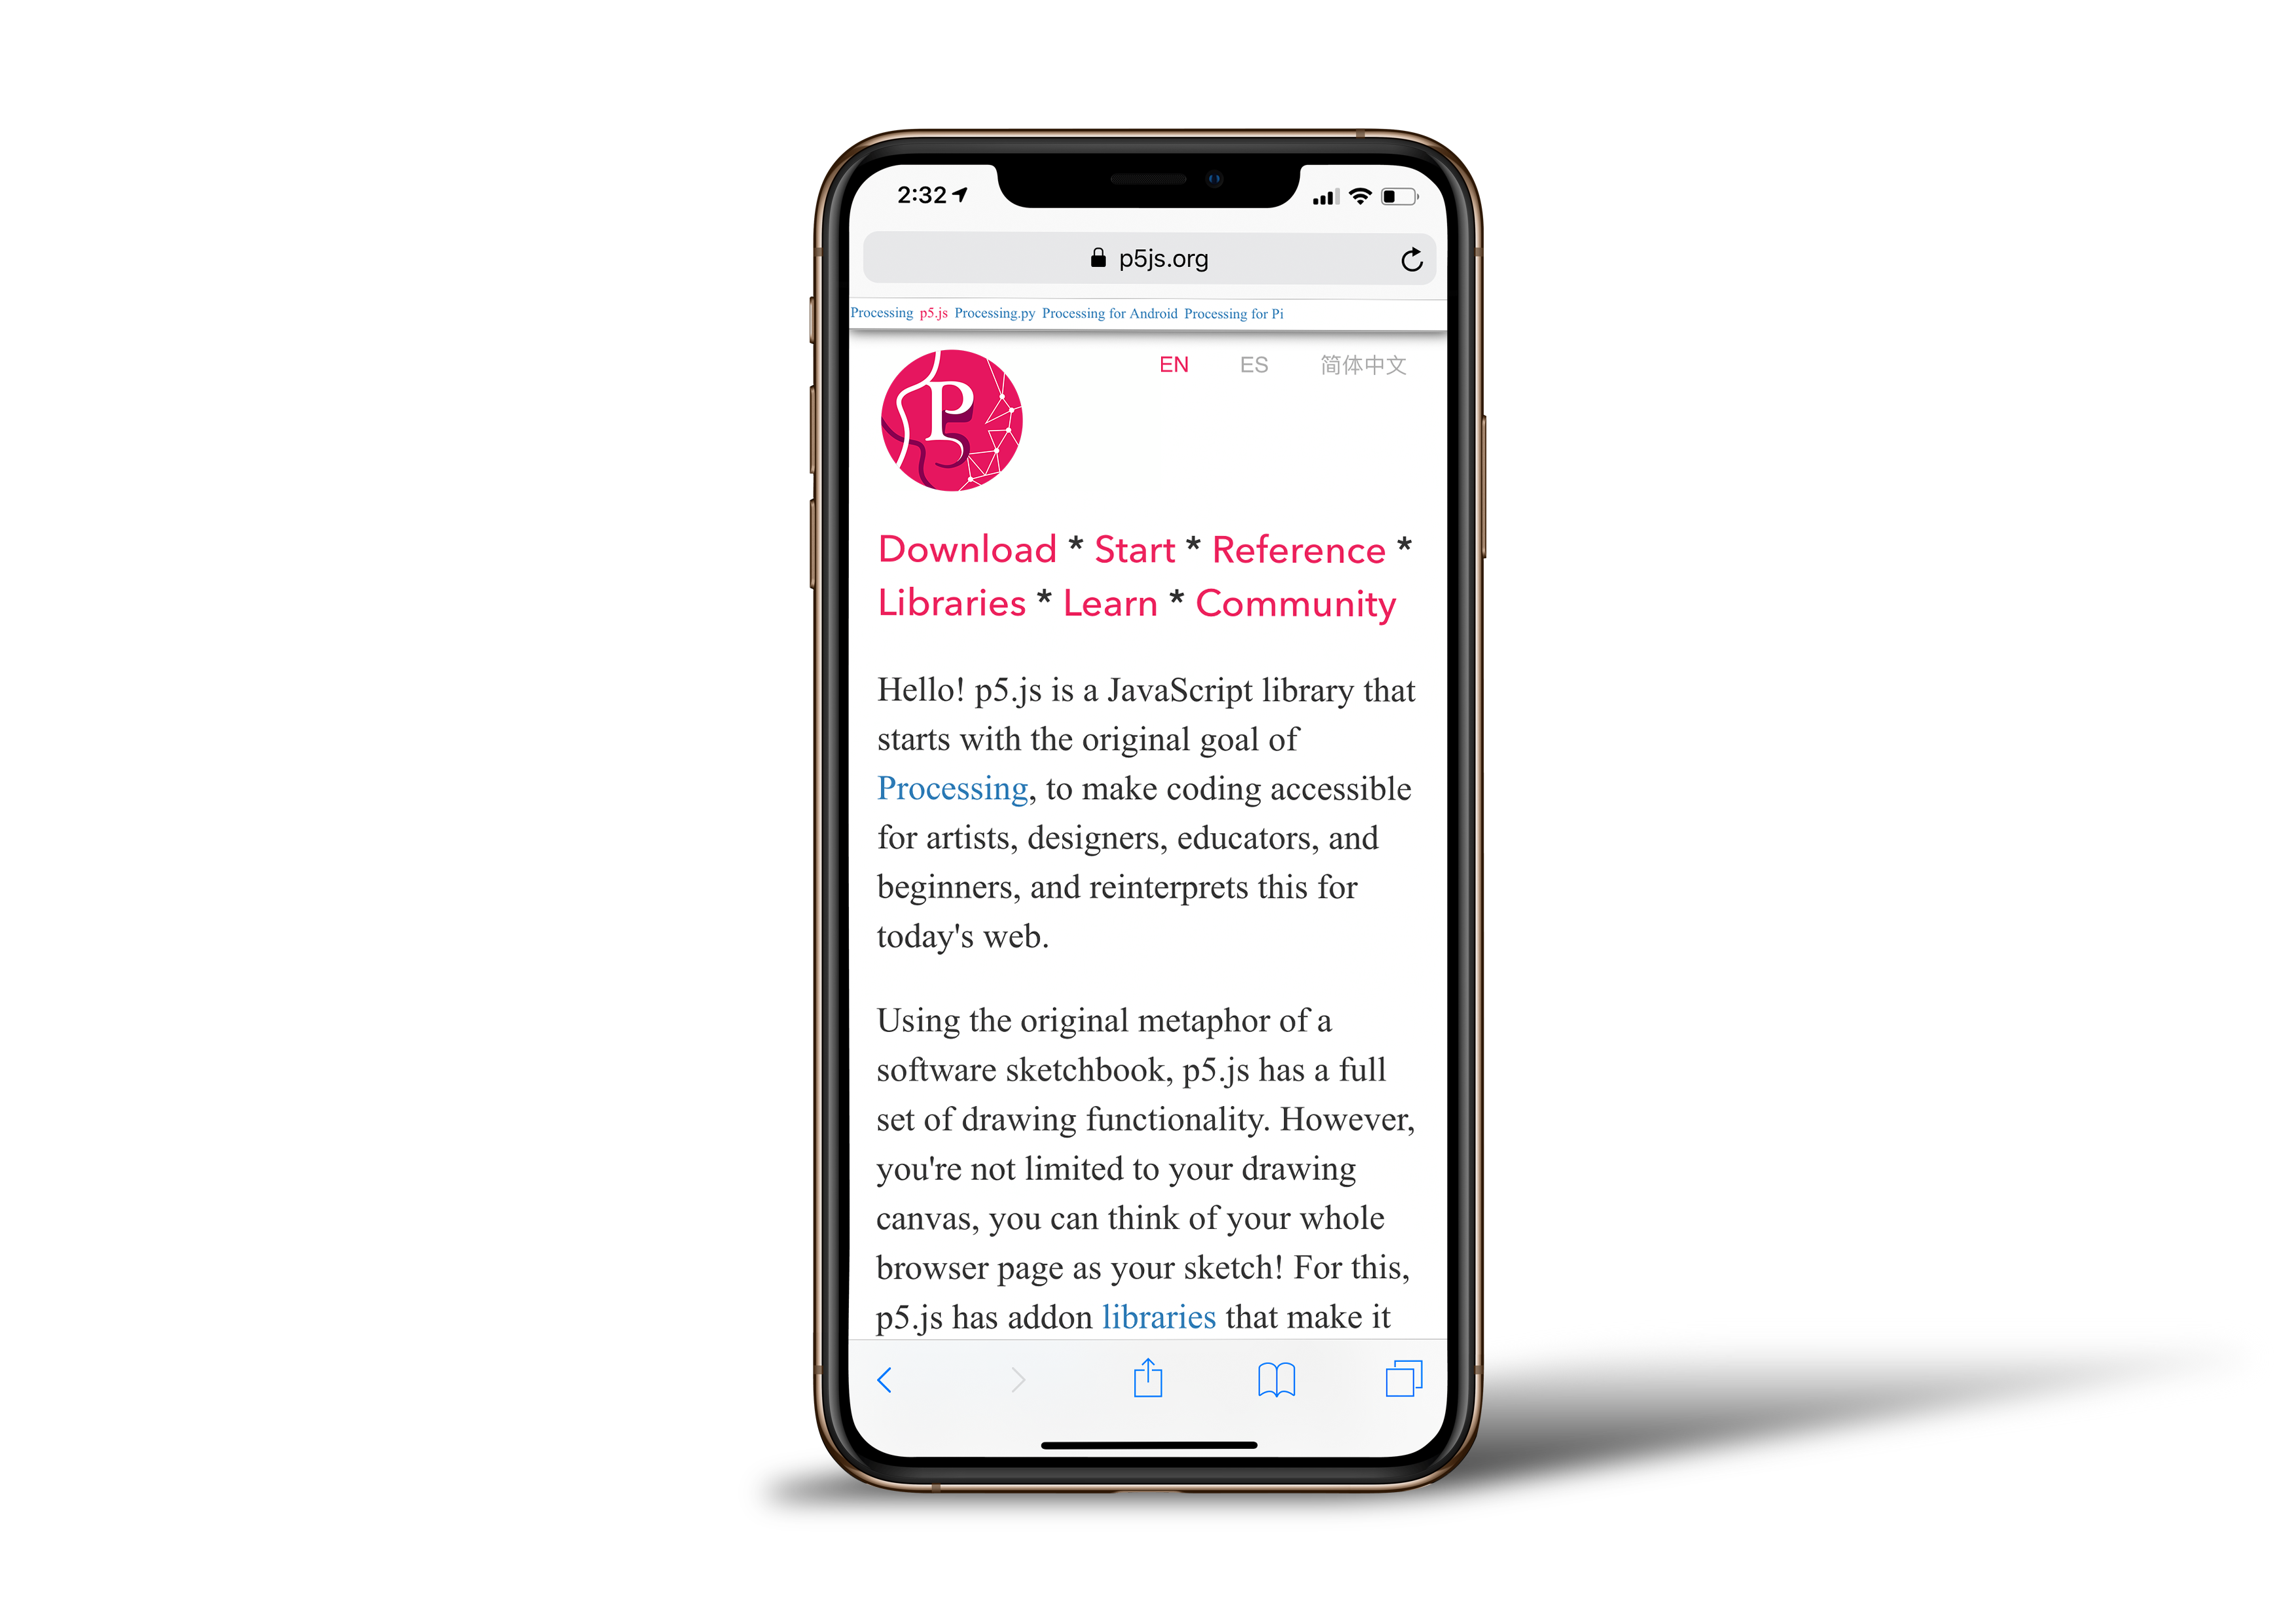 2:32
p5js.org
Processing p5.js Processing.py Processing for Android Processing for Pi
EN ES 简体中文
p5
Download * Start * Reference *
Libraries * Learn * Community
Hello! p5.js is a JavaScript library that
starts with the original goal of
Processing, to make coding accessible
for artists, designers, educators, and
beginners, and reinterprets this for
today's web.
Using the original metaphor of a
software sketchbook, p5.js has a full
set of drawing functionality. However,
you're not limited to your drawing
canvas, you can think of your whole
browser page as your sketch! For this,
p5.js has addon libraries that make it